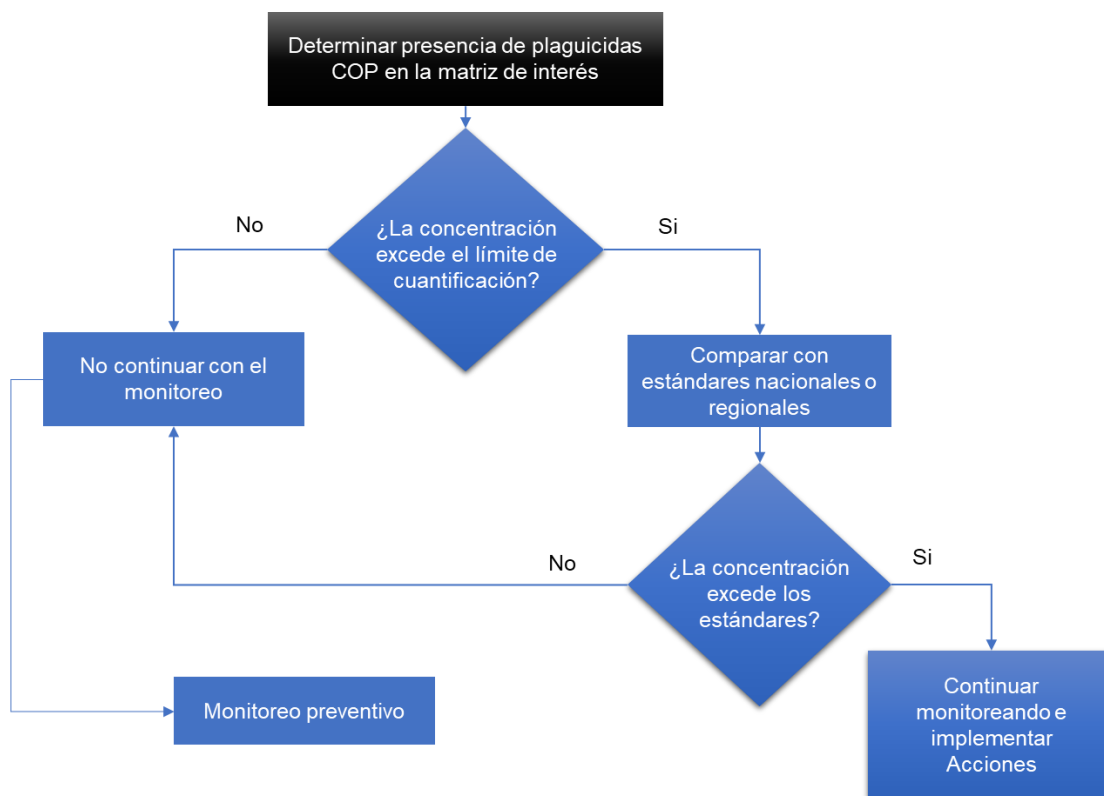 Determinar presencia de plaguicidas
COP en la matriz de interés
No
Si
¿La concentración
excede el límite de
cuantificación?
No continuar con el
monitoreo
Comparar con
estándares nacionales o
regionales
No
Si
¿La concentración
excede los
estándares?
Monitoreo preventivo
Continuar
monitoreando e
implementar
Acciones